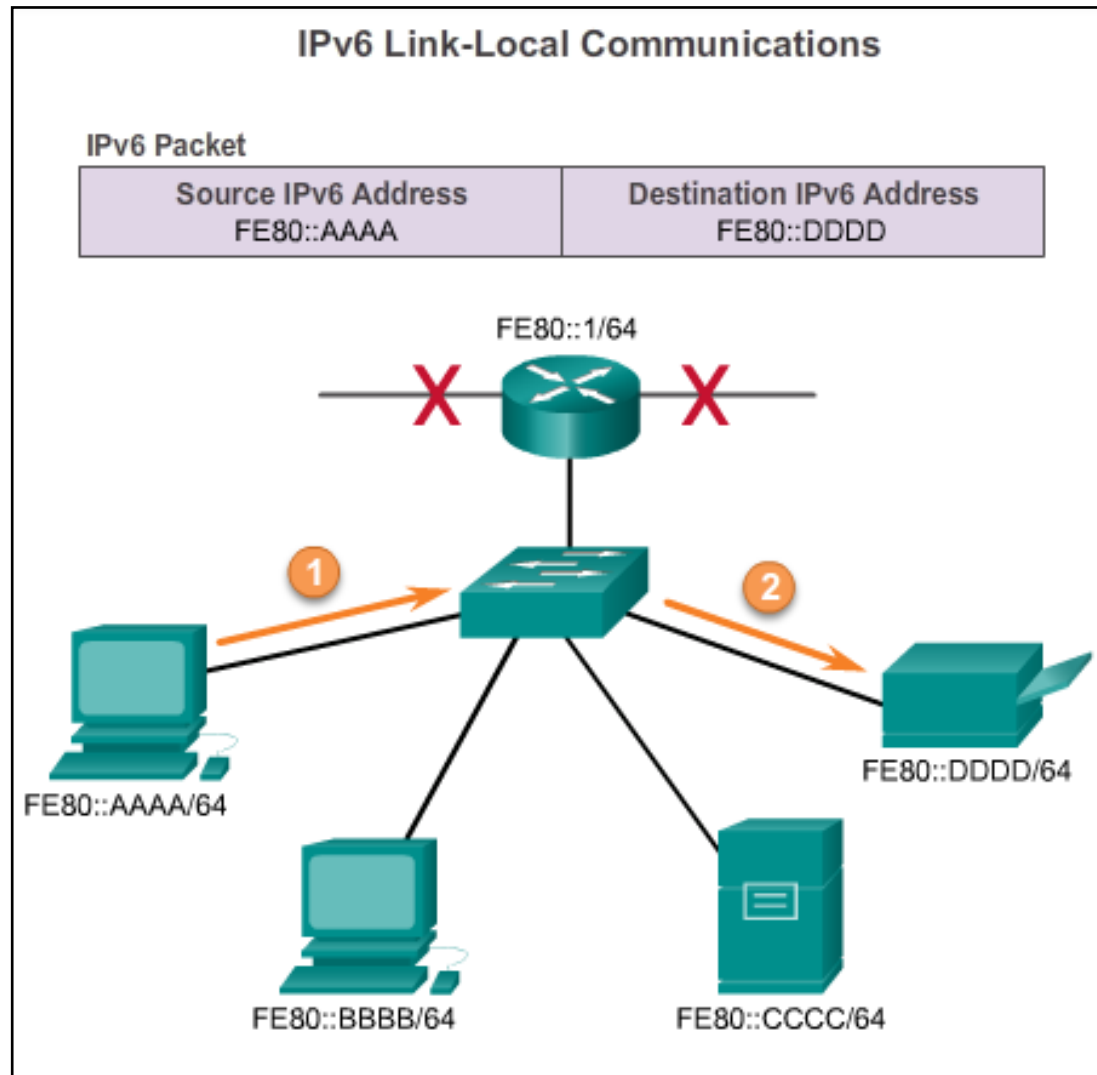 IPv6 Link-Local Communications
IPv6 Packet
Source IPv6 Address
FE80::AAAA
Destination IPv6 Address
FE80::DDDD
FE80::1/64
X
X
1
2
FE80::AAAA/64
FE80::DDDD/64
FE80::BBBB/64
FE80::CCCC/64